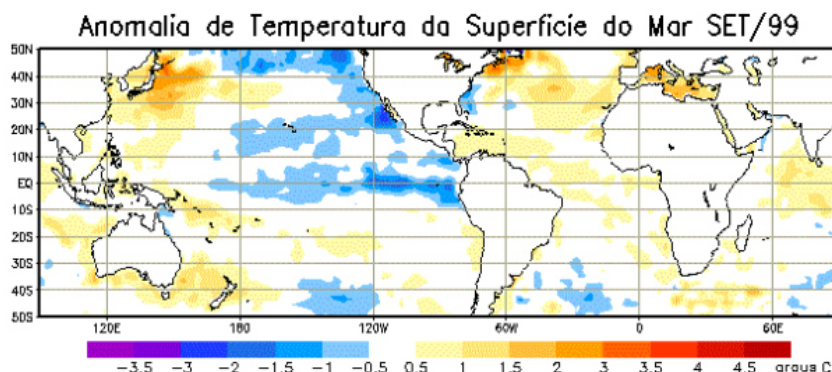 Anomalia de Temperatura da Superfície do Mar SET/99
50N
40N
30N
20N
10N
EQ
10S
20S
30S
40S
50S
120E 180 120W 60W 0 60E
-3.5 -3 -2 -1.5 -1 -0.5 0.5 1 2 2.5 3 3.5 4 4.5 graus C